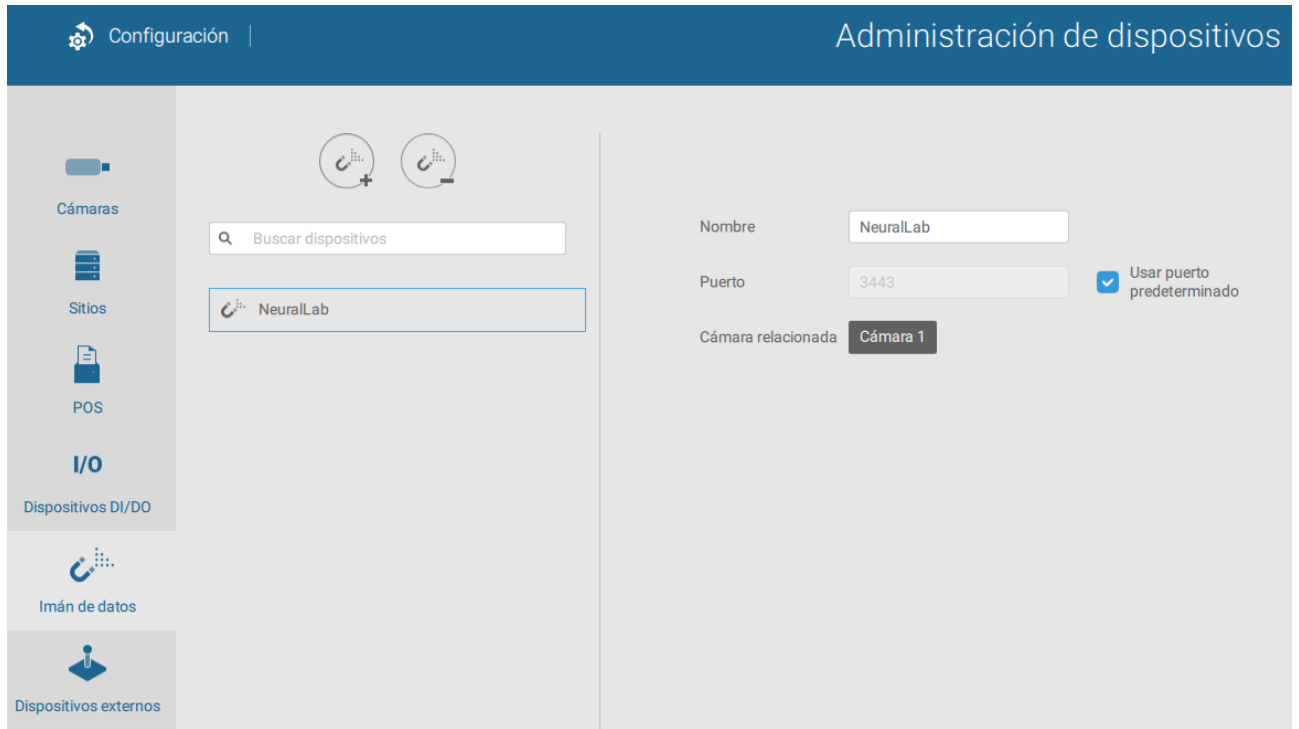 Configuración
Administración de dispositivos
Cámaras
Sitios
POS
I/O
Dispositivos DI/DO
Imán de datos
Dispositivos externos
Buscar dispositivos
NeuralLab
Nombre
NeuralLab
Puerto
3443
Usar puerto
predeterminado
Cámara relacionada
Cámara 1